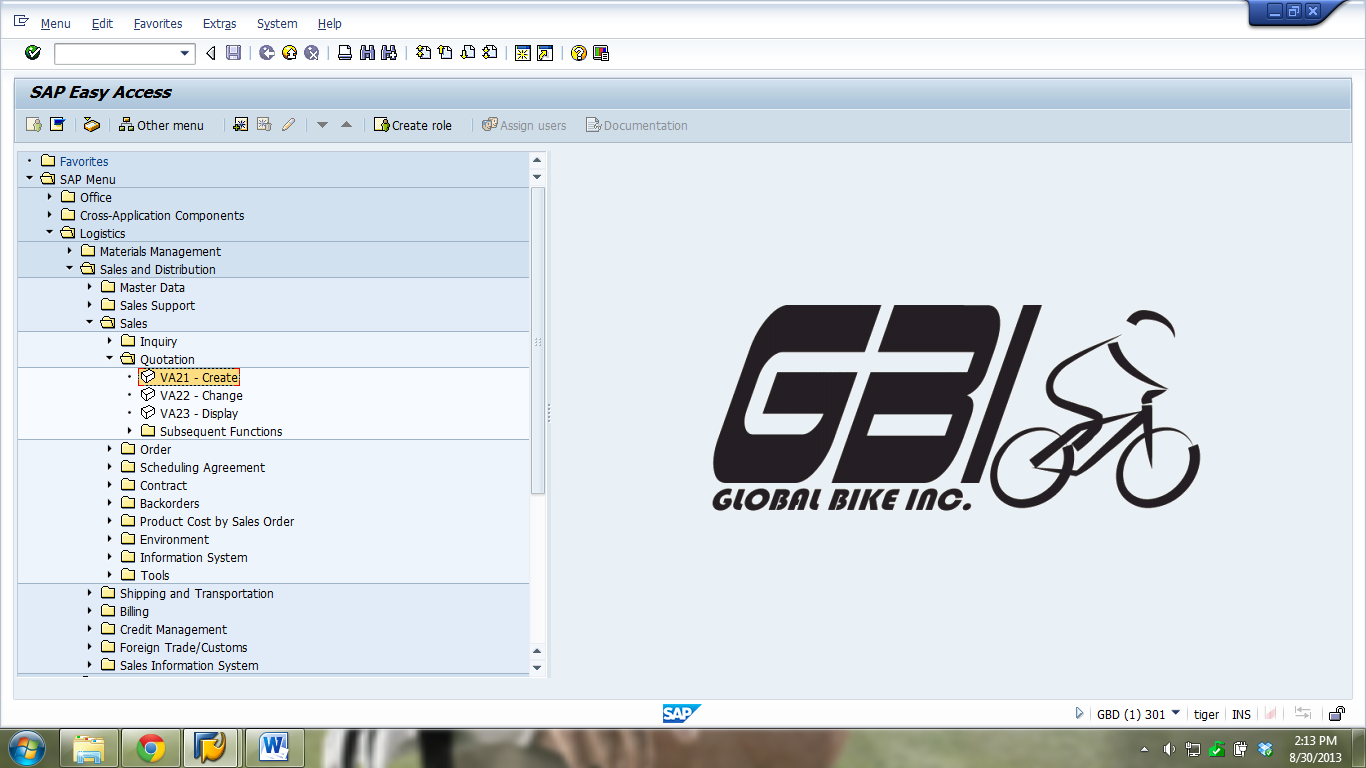 Menu Edit Favorites Extras System Help
SAP Easy Access
Other menu Create role Assign users Documentation
Favorites
SAP Menu
Office
Cross-Application Components
Logistics
Materials Management
Sales and Distribution
Master Data
Sales Support
Sales
Inquiry
Quotation
VA21 - Create
VA22 - Change
VA23 - Display
Subsequent Functions
Order
Scheduling Agreement
Contract
Backorders
Product Cost by Sales Order
Environment
Information System
Tools
Shipping and Transportation
Billing
Credit Management
Foreign Trade/Customs
Sales Information System
GBI
GLOBAL BIKE INC.
SAP
GBD (1) 301 tiger INS
2:13 PM
8/30/2013